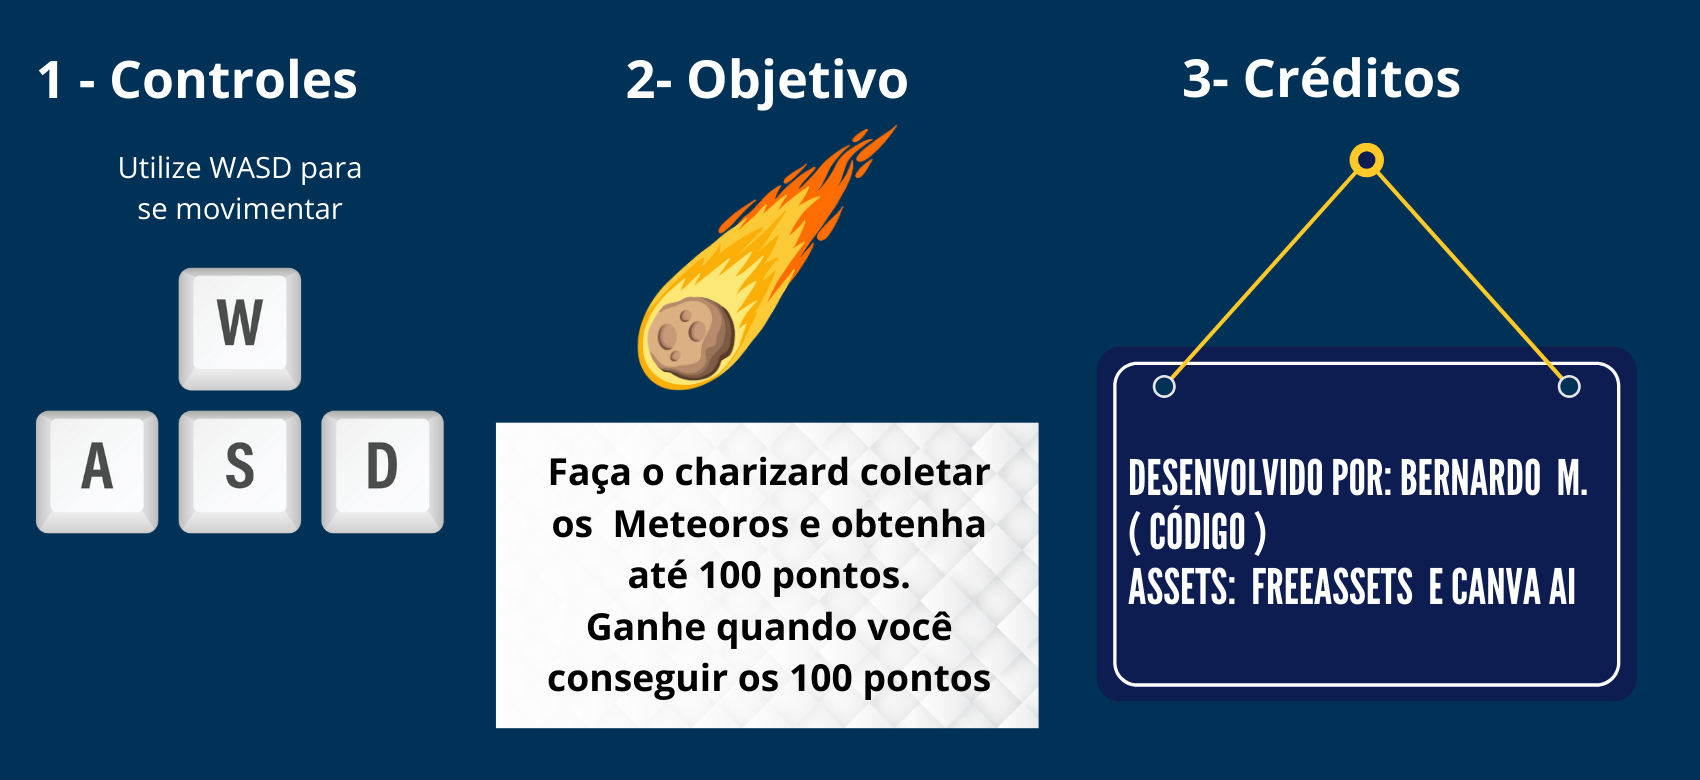 1 - Controles
Utilize WASD para
se movimentar
W
A S D
2- Objetivo
Faça o charizard coletar
os  Meteoros e obtenha
até 100 pontos.
Ganhe quando você
conseguir os 100 pontos
3- Créditos
DESENVOLVIDO POR: BERNARDO  M.
( CÓDIGO )
ASSETS:  FREEASSETS  E CANVA AI